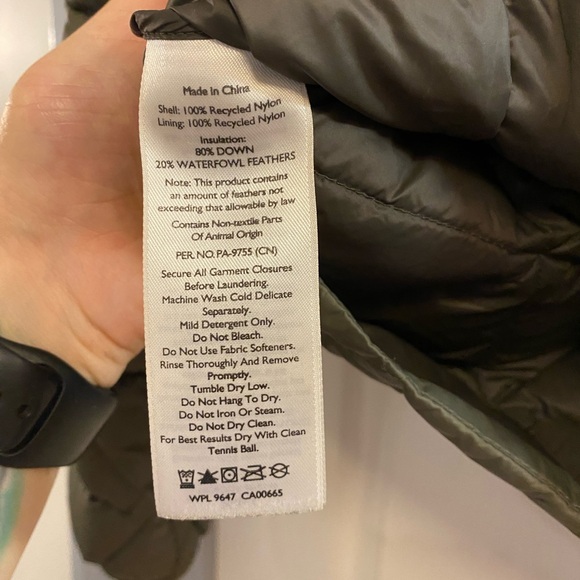 Made In China
Shell: 100% Recycled Nylon
Lining: 100% Recycled Nylon
Insulation:
80% DOWN
20% WATERFOWL FEATHERS
Note: This product contains
an amount of feathers not
exceeding that allowable by law
Contains Non-textile Parts
Of Animal Origin
PER. NO. PA-9755 (CN)
Secure All Garment Closures
Before Laundering.
Machine Wash Cold Delicate
Separately.
Mild Detergent Only.
Do Not Bleach.
Do Not Use Fabric Softeners.
Rinse Thoroughly And Remove
Promptly.
Tumble Dry Low.
Do Not Hang To Dry.
Do Not Iron Or Steam.
Do Not Dry Clean.
For Best Results Dry With Clean
Tennis Ball.
WPL 9647 CA00665